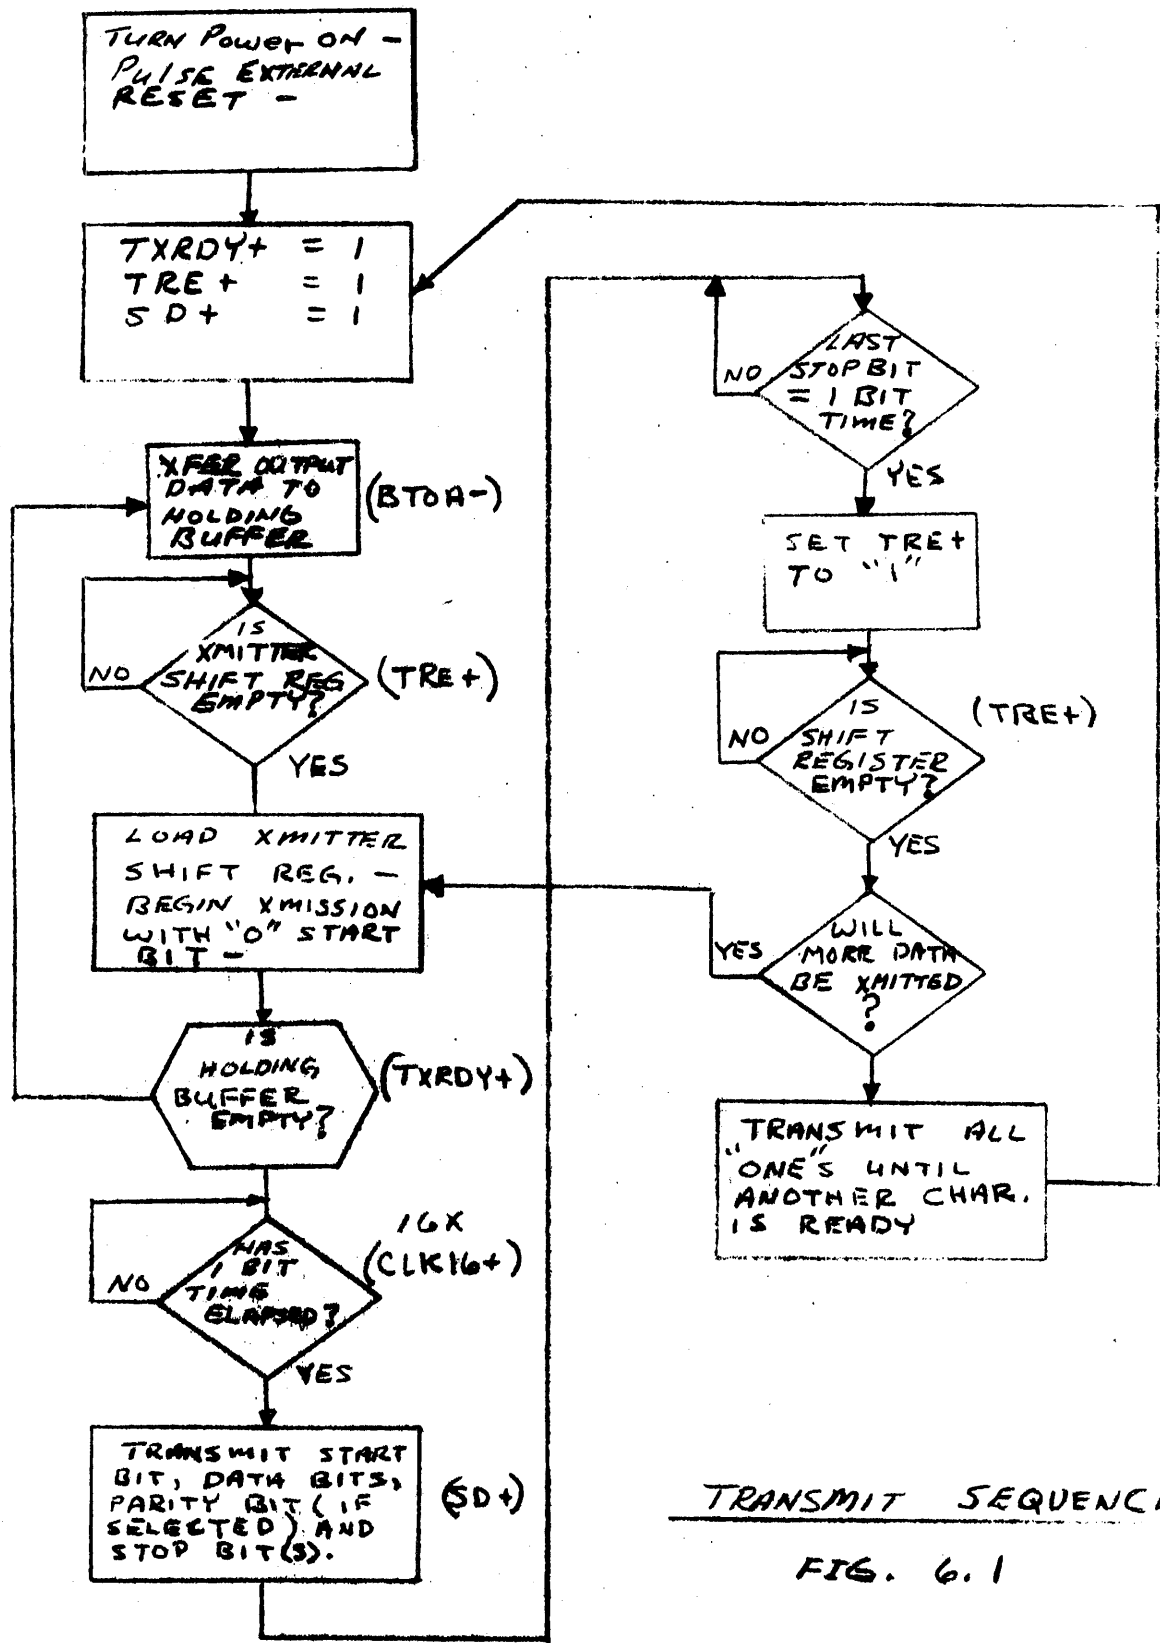 TURN Power ON -
PULSE EXTERNAL
RESET -
TXRDY+ = 1
TRE+ = 1
SD+ = 1
XFER OUTPUT
DATA TO
HOLDING
BUFFER
(BTOA-)
IS
XMITTER
SHIFT REG
EMPTY?
NO
(TRE+)
YES
LOAD XMITTER
SHIFT REG. -
BEGIN XMISSION
WITH "0" START
BIT -
IS
HOLDING
BUFFER
EMPTY?
(TXRDY+)
16X
(CLK16+)
HAS
1 BIT
TIME
ELAPSED?
NO
YES
TRANSMIT START
BIT, DATA BITS,
PARITY BIT (IF
SELECTED) AND
STOP BIT(S).
(SD+)
LAST
STOP BIT
= 1 BIT
TIME?
NO
YES
SET TRE+
TO "1"
IS
SHIFT
REGISTER
EMPTY?
NO
(TRE+)
YES
WILL
MORR DATA
BE XMITTED
?
YES
TRANSMIT ALL
"ONE"S UNTIL
ANOTHER CHAR.
IS READY
TRANSMIT SEQUENC
FIG. 6.1